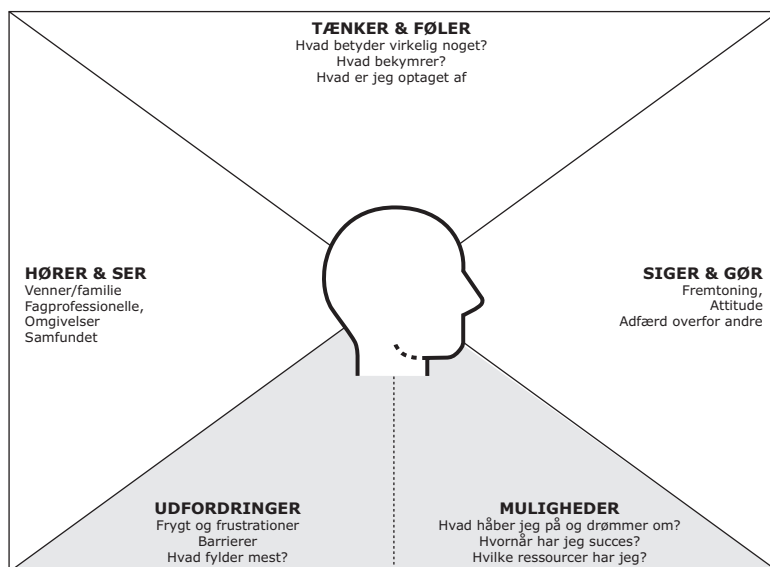 TÆNKER & FØLER
Hvad betyder virkelig noget?
Hvad bekymrer?
Hvad er jeg optaget af
HØRER & SER
Venner/familie
Fagprofessionelle,
Omgivelser
Samfundet
SIGER & GØR
Fremtoning,
Attitude
Adfærd overfor andre
UDFORDRINGER
Frygt og frustrationer
Barrierer
Hvad fylder mest?
MULIGHEDER
Hvad håber jeg på og drømmer om?
Hvornår har jeg succes?
Hvilke ressourcer har jeg?